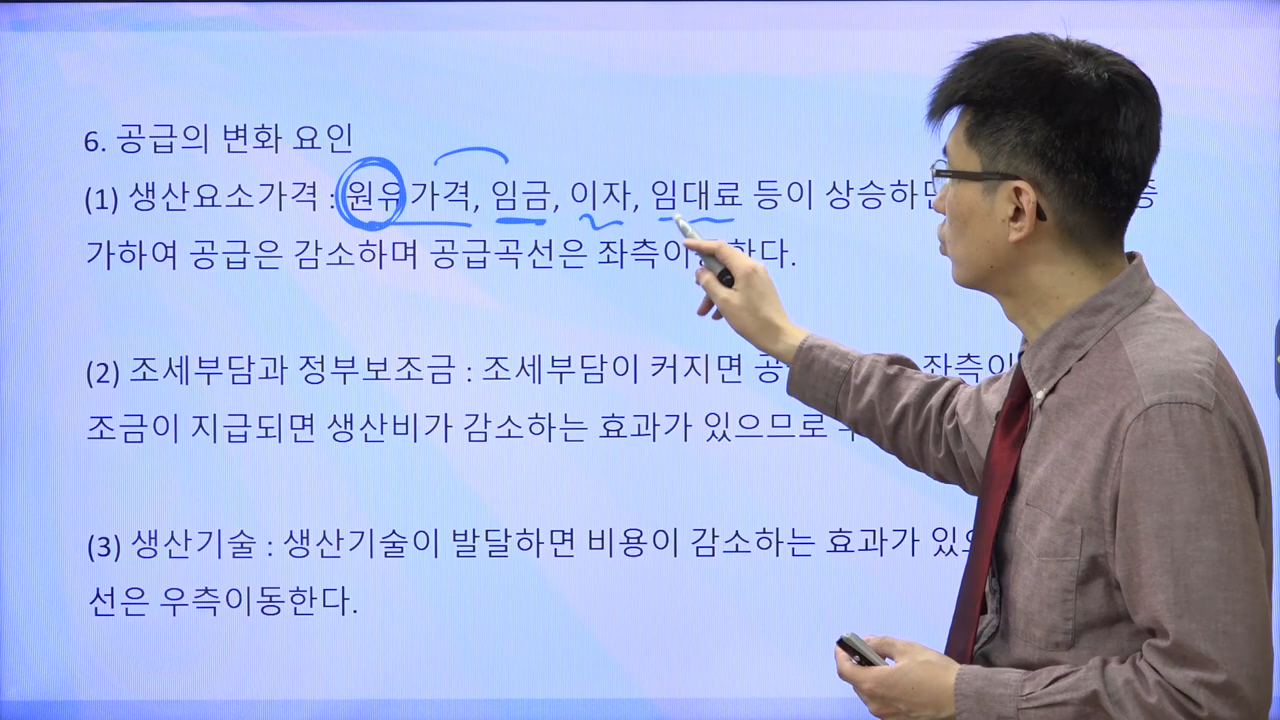 6. 공급의 변화 요인
(1) 생산요소가격 : 원유가격, 임금, 이자, 임대료 등이 상승하면
가하여 공급은 감소하며 공급곡선은 좌측이동한다.
(2) 조세부담과 정부보조금 : 조세부담이 커지면 좌측이
조금이 지급되면 생산비가 감소하는 효과가 있으므로
(3) 생산기술 : 생산기술이 발달하면 비용이 감소하는 효과가
선은 우측이동한다.